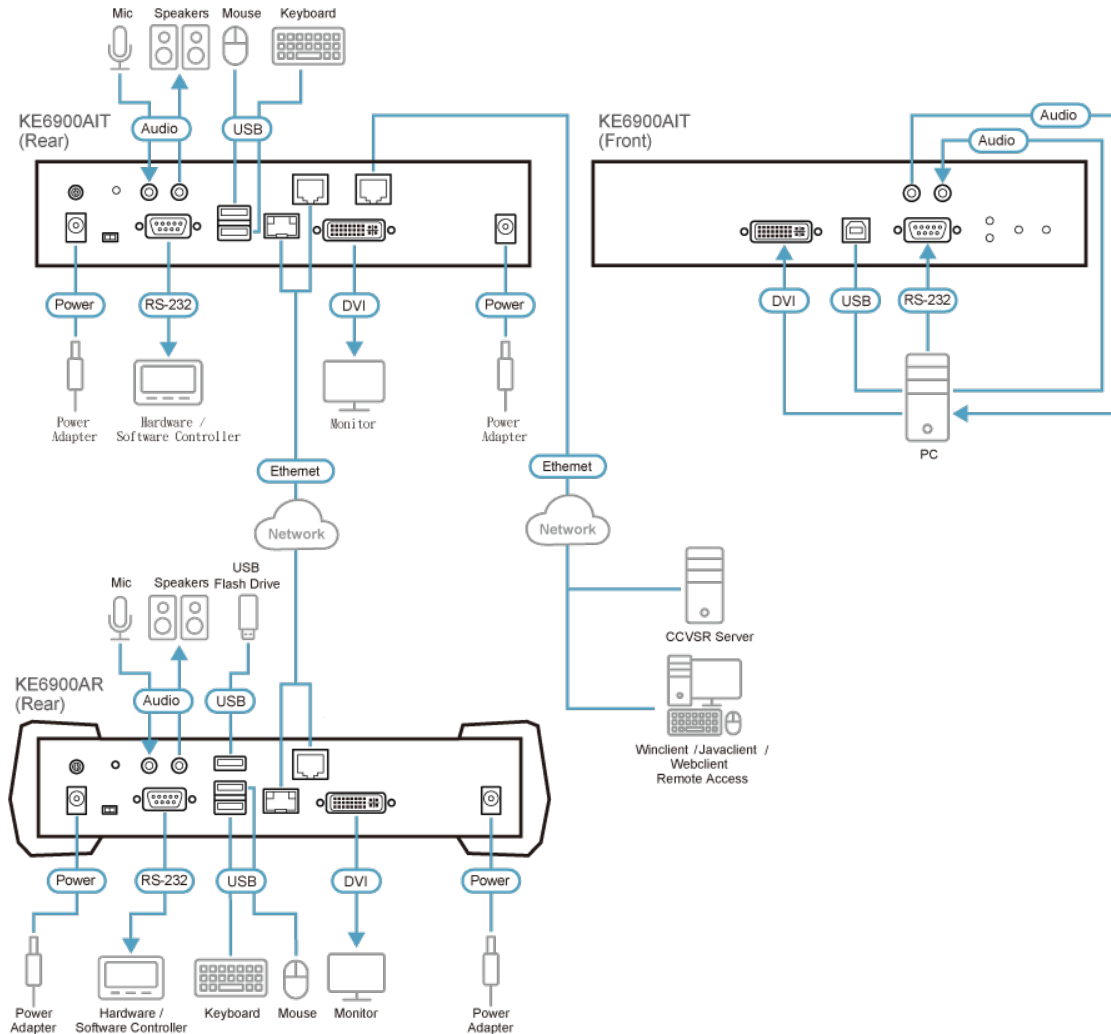 Mic
Speakers
Mouse
Keyboard
KE6900AIT
(Rear)
Audio
USB
KE6900AIT
(Front)
Audio
Audio
Power
RS-232
DVI
Power
DVI
USB
RS-232
Power
Adapter
Hardware /
Software Controller
Monitor
Power
Adapter
PC
Ethernet
Network
Ethernet
Network
CCVSR Server
Winclient /Javaclient /
Webclient
Remote Access
Mic
Speakers
USB
Flash Drive
KE6900AR
(Rear)
Audio
USB
Power
RS-232
USB
DVI
Power
Power
Adapter
Hardware /
Software Controller
Keyboard
Mouse
Monitor
Power
Adapter